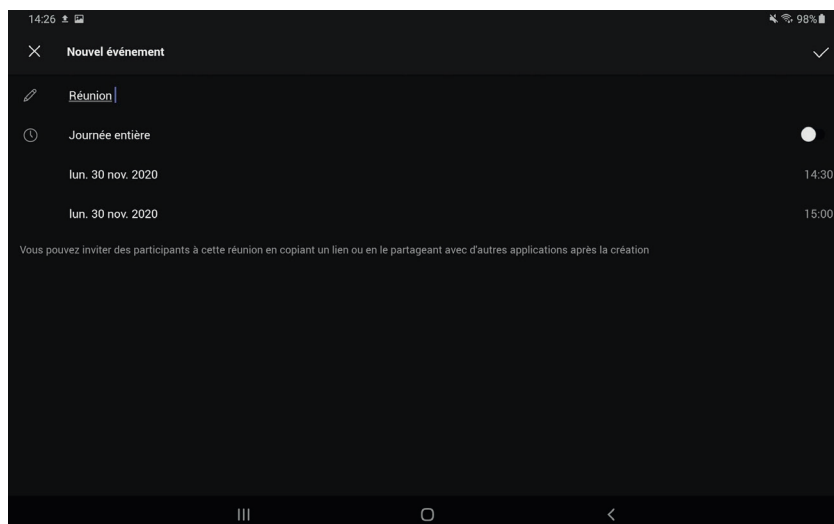 14:26 98%
Nouvel événement
Réunion
Journée entière
lun. 30 nov. 2020 14:30
lun. 30 nov. 2020 15:00
Vous pouvez inviter des participants à cette réunion en copiant un lien ou en le partageant avec d'autres applications après la création